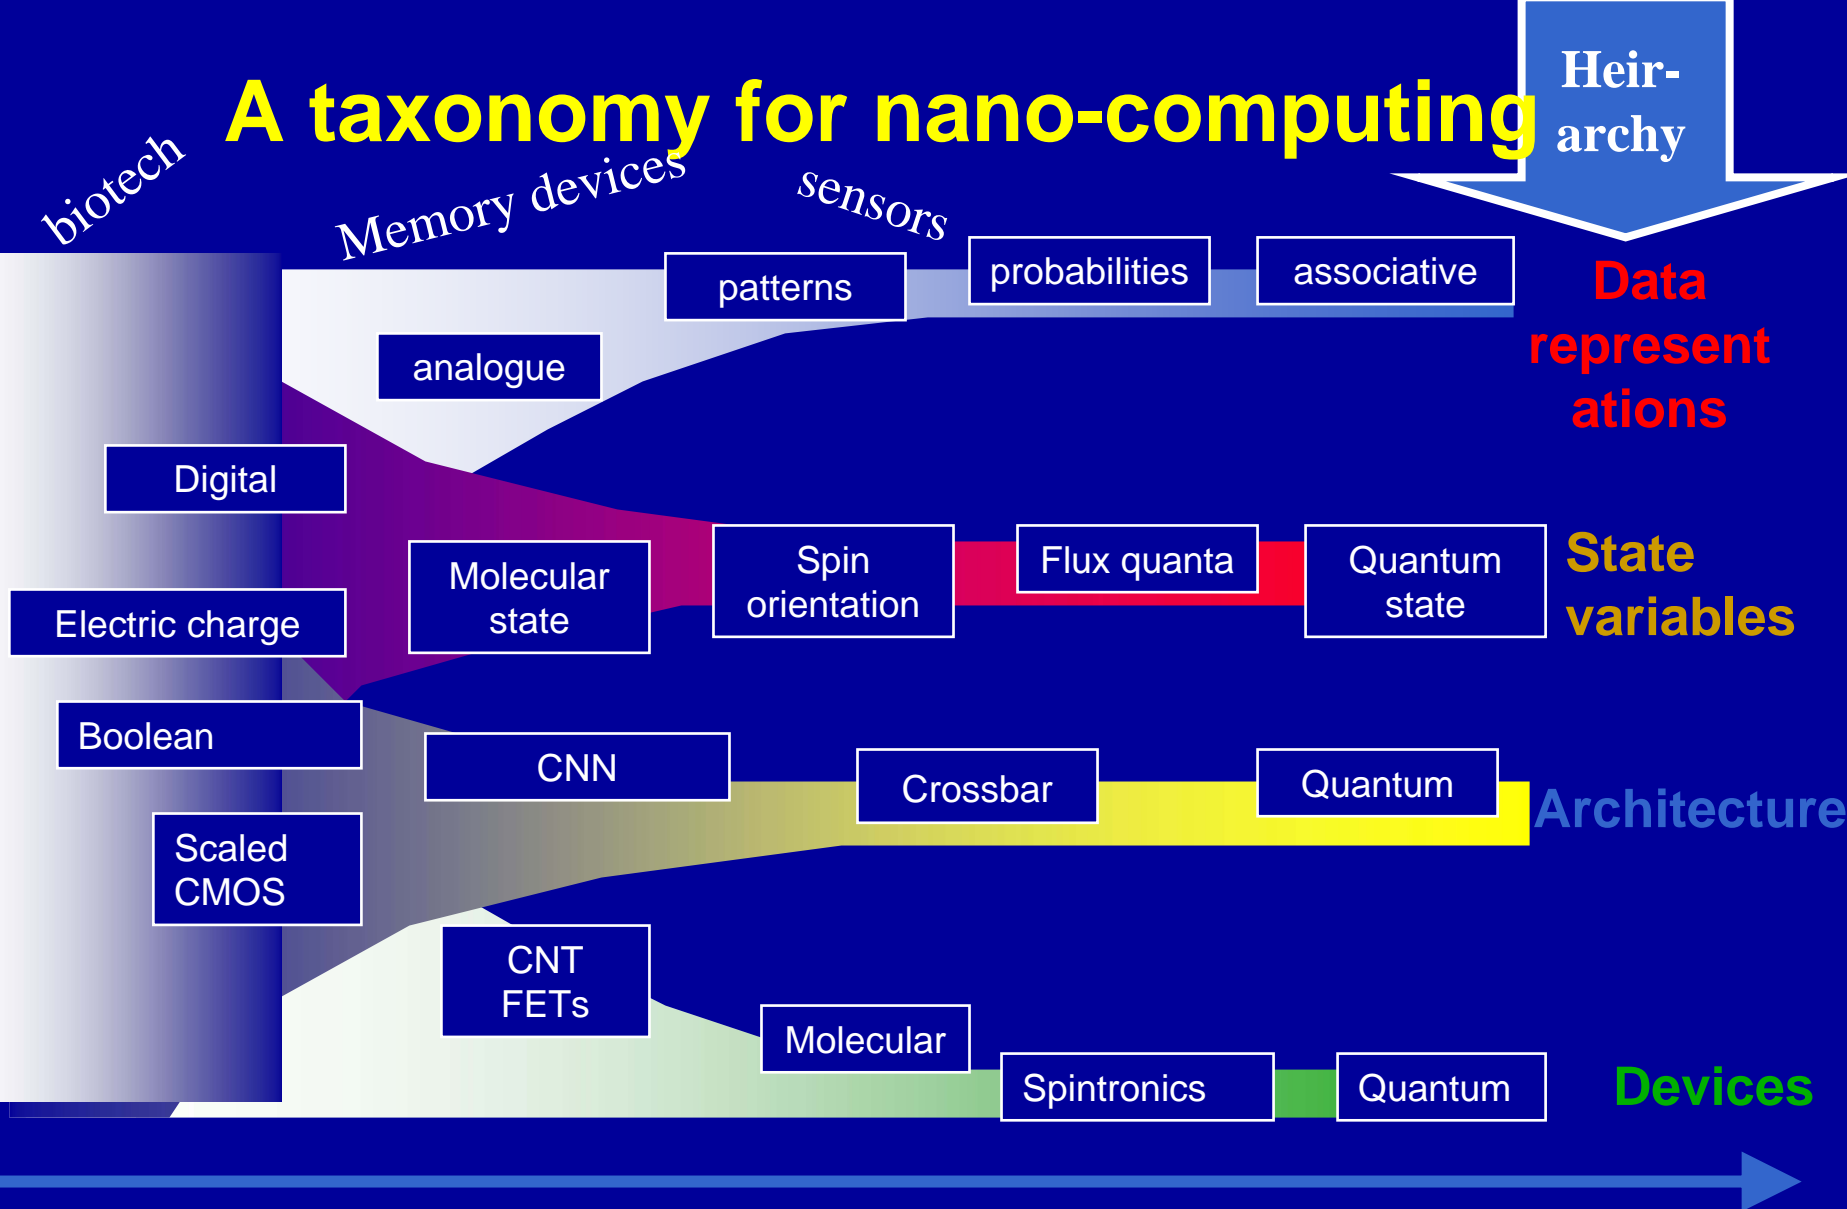 A taxonomy for nano-computing
Heir-
archy
biotech
Memory devices
sensors
patterns
probabilities
associative
Data
represent
ations
analogue
Digital
Molecular
state
Spin
orientation
Flux quanta
Quantum
state
State
variables
Electric charge
Boolean
CNN
Crossbar
Quantum
Architecture
Scaled
CMOS
CNT
FETs
Molecular
Spintronics
Quantum
Devices